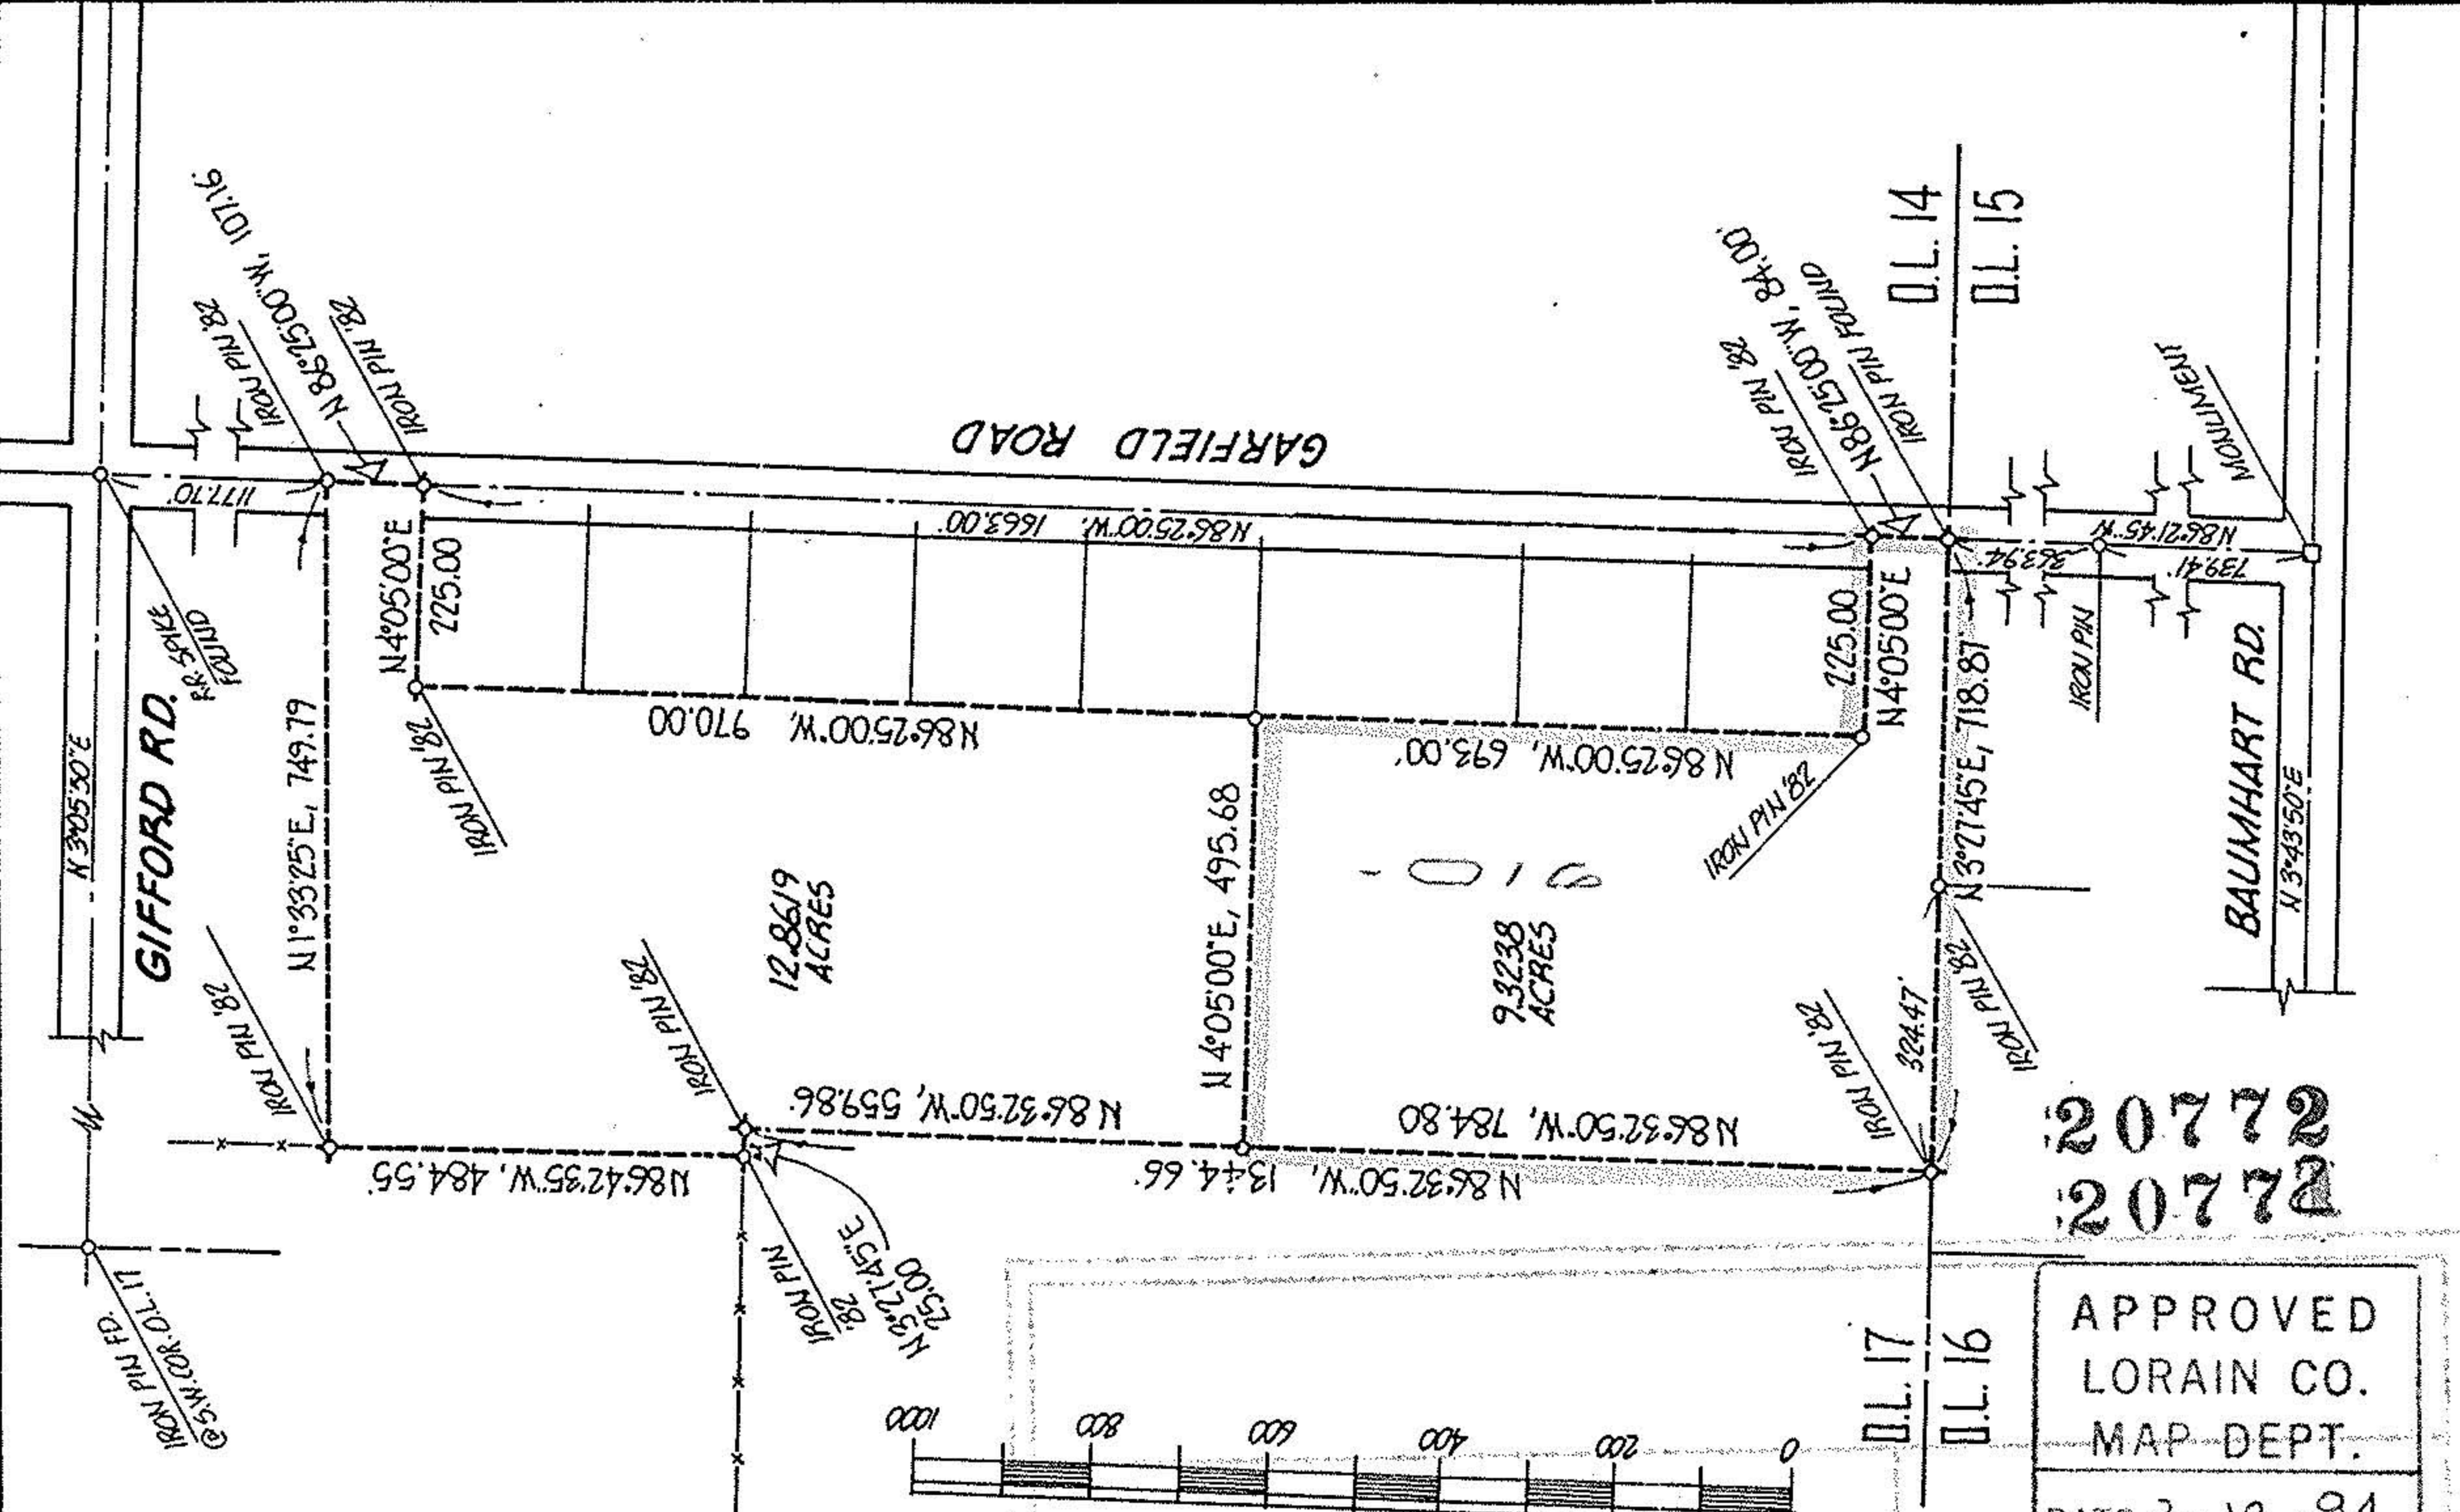 N 3°05'50"E
GIFFORD RD.
R.R. SPIKE
FOUND
1177.70'
IRON PIN '82
N 86°25'00"W, 107.16'
IRON PIN '82
N 1°33'25"E, 749.79
N 4°05'00"E
225.00
IRON PIN '82
IRON PIN '82
GARFIELD ROAD
N 86°25'00"W, 1663.00'
N 86°25'00"W, 970.00
N 86°25'00"W, 693.00'
12.8619
ACRES
N 4°05'00"E, 495.68
9.3238
ACRES
IRON PIN '82
N 86°25'00"W, 84.00'
IRON PIN FOUND
O.L. 14
O.L. 15
225.00
N 4°05'00"E
IRON PIN '82
N 3°27'45"E, 718.87'
324.47'
IRON PIN '82
IRON PIN '82
363.94'
N 86°21'45"W
739.41'
IRON PIN
MONUMENT
BAUMHART RD.
N 3°43'50"E
IRON PIN '82
N 86°32'50"W, 559.86'
N 86°32'50"W, 784.80
N 86°32'50"W, 1344.66'
N 86°42'35"W, 484.55'
IRON PIN
'82
N 3°27'45"E
25.00
IRON PIN FD.
@ S.W. COR. O.L. 17
O.L. 17
O.L. 16
1000 800 600 400 200 0
20772
2077
APPROVED
LORAIN CO.
MAP DEPT.